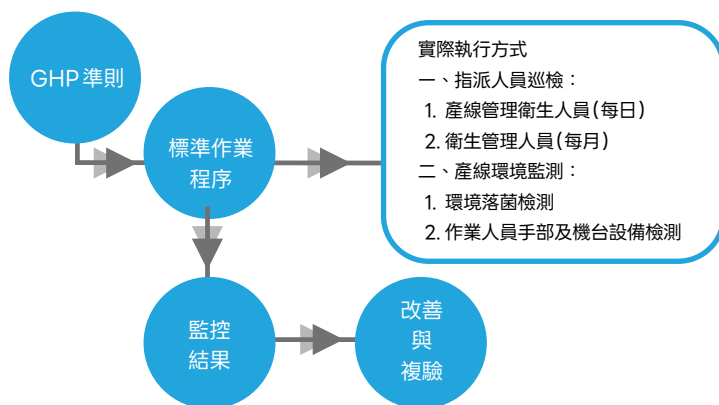 GHP 準則
標準作業
程序
實際執行方式
一、指派人員巡檢：
1. 產線管理衛生人員(每日)
2. 衛生管理人員(每月)
二、產線環境監測：
1. 環境落菌檢測
2. 作業人員手部及機台設備檢測
監控
結果
改善
與
複驗